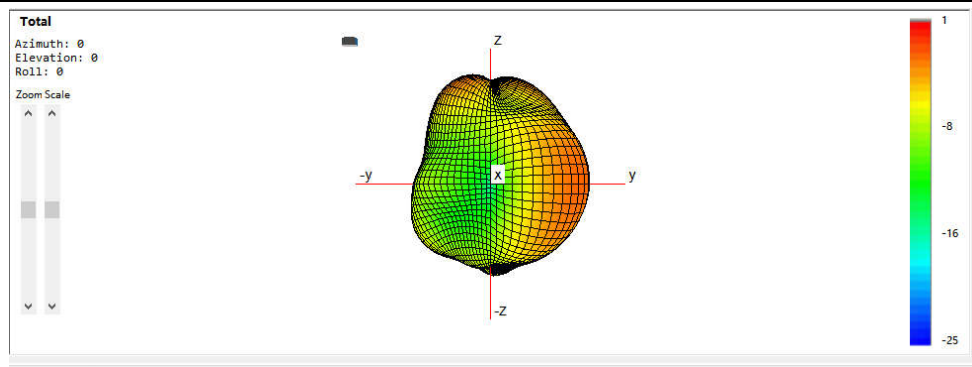 Total
Azimuth: 0
Elevation: 0
Roll: 0
Zoom Scale
Z
-y
x
y
-Z
1
-8
-16
-25